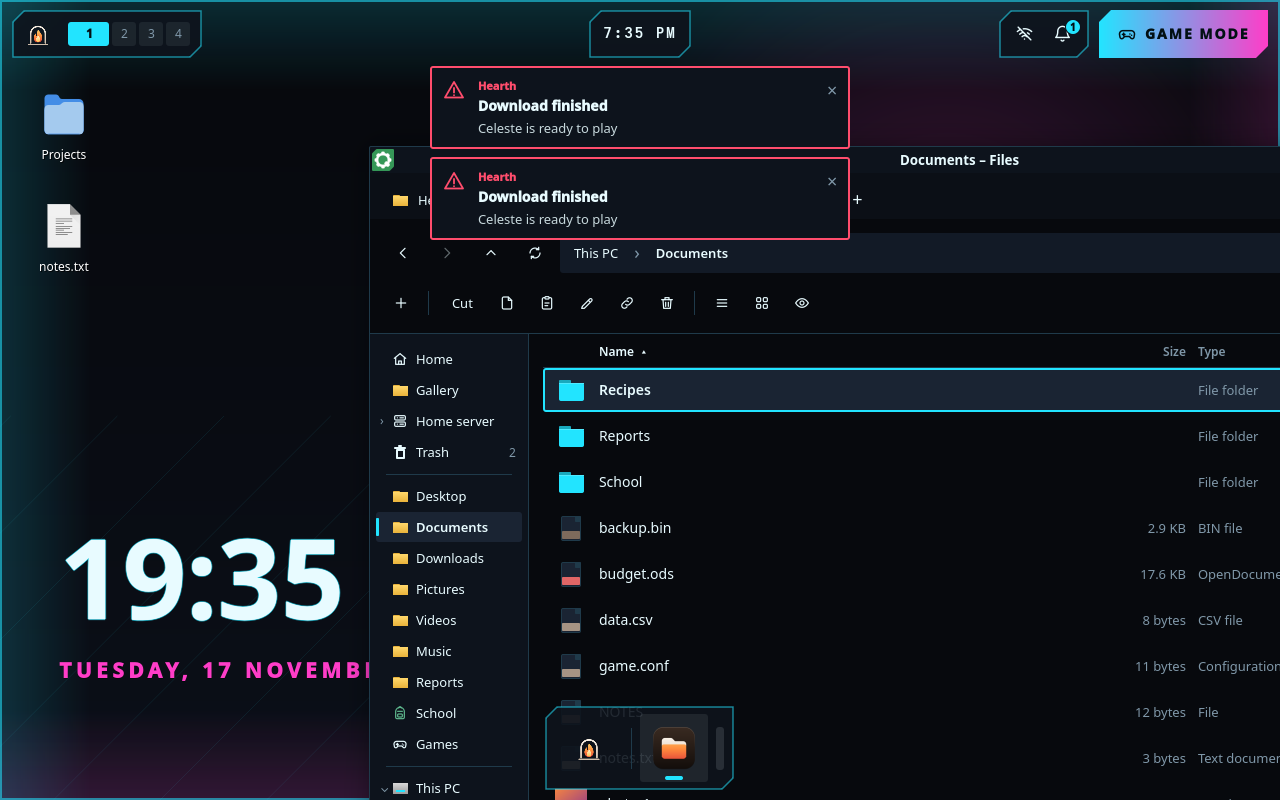 1 2 3 4
7:35 PM
1
GAME MODE
Hearth
Download finished
Celeste is ready to play
Hearth
Download finished
Celeste is ready to play
Projects
notes.txt
19:35
TUESDAY, 17
Documents – Files
This PC › Documents
Cut
Home
Gallery
Home server
Trash 2
Desktop
Documents
Downloads
Pictures
Videos
Music
Reports
School
Games
This PC
Name Size Type
Recipes File folder
Reports File folder
School File folder
backup.bin 2.9 KB BIN file
budget.ods 17.6 KB
data.csv 8 bytes CSV file
game.conf 11 bytes Configuration
NOTES 12 bytes File
3 bytes Text